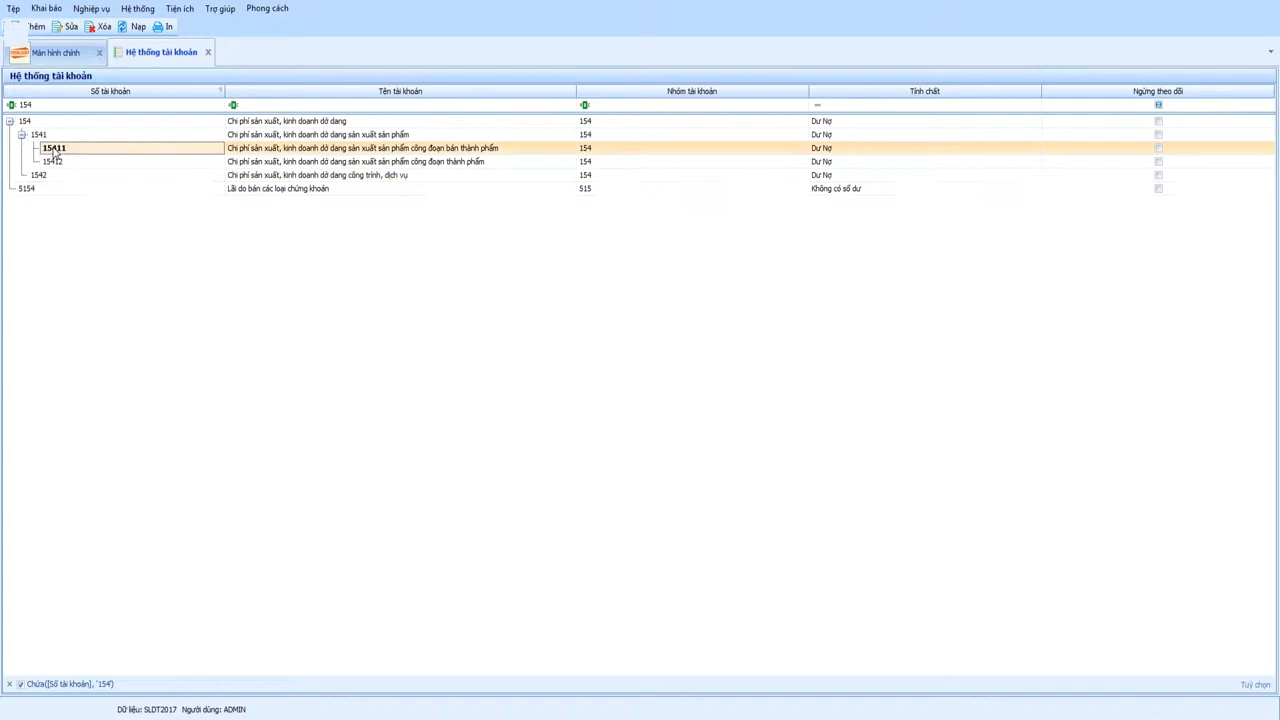 Tệp Khai báo Nghiệp vụ Hệ thống Tiện ích Trợ giúp Phong cách
Thêm Sửa Xóa Nạp In
Màn hình chính Hệ thống tài khoản
Hệ thống tài khoản
Số tài khoản Tên tài khoản Nhóm tài khoản Tính chất Ngừng theo dõi
154
154 Chi phí sản xuất, kinh doanh dở dang 154 Dư Nợ
1541 Chi phí sản xuất, kinh doanh dở dang sản xuất sản phẩm 154 Dư Nợ
15411 Chi phí sản xuất, kinh doanh dở dang sản xuất sản phẩm công đoạn bán thành phẩm 154 Dư Nợ
15412 Chi phí sản xuất, kinh doanh dở dang sản xuất sản phẩm công đoạn thành phẩm 154 Dư Nợ
1542 Chi phí sản xuất, kinh doanh dở dang công trình, dịch vụ 154 Dư Nợ
5154 Lãi do bán các loại chứng khoán 515 Không có số dư
Chứa([Số tài khoản], '154') Tuỳ chọn
Dữ liệu: SLDT2017 Người dùng: ADMIN